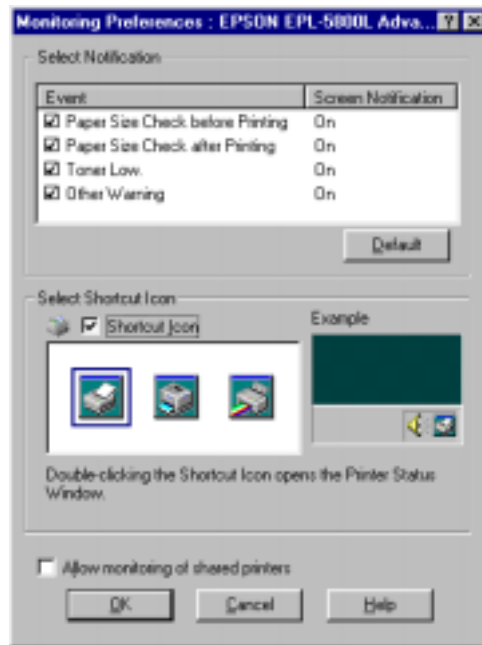 Monitoring Preferences : EPSON EPL-5800L Adva...
Select Notification
Event Screen Notification
Paper Size Check before Printing On
Paper Size Check after Printing On
Toner Low. On
Other Warning On
Default
Select Shortcut Icon
Shortcut Icon
Example
Double-clicking the Shortcut Icon opens the Printer Status
Window.
Allow monitoring of shared printers
OK Cancel Help